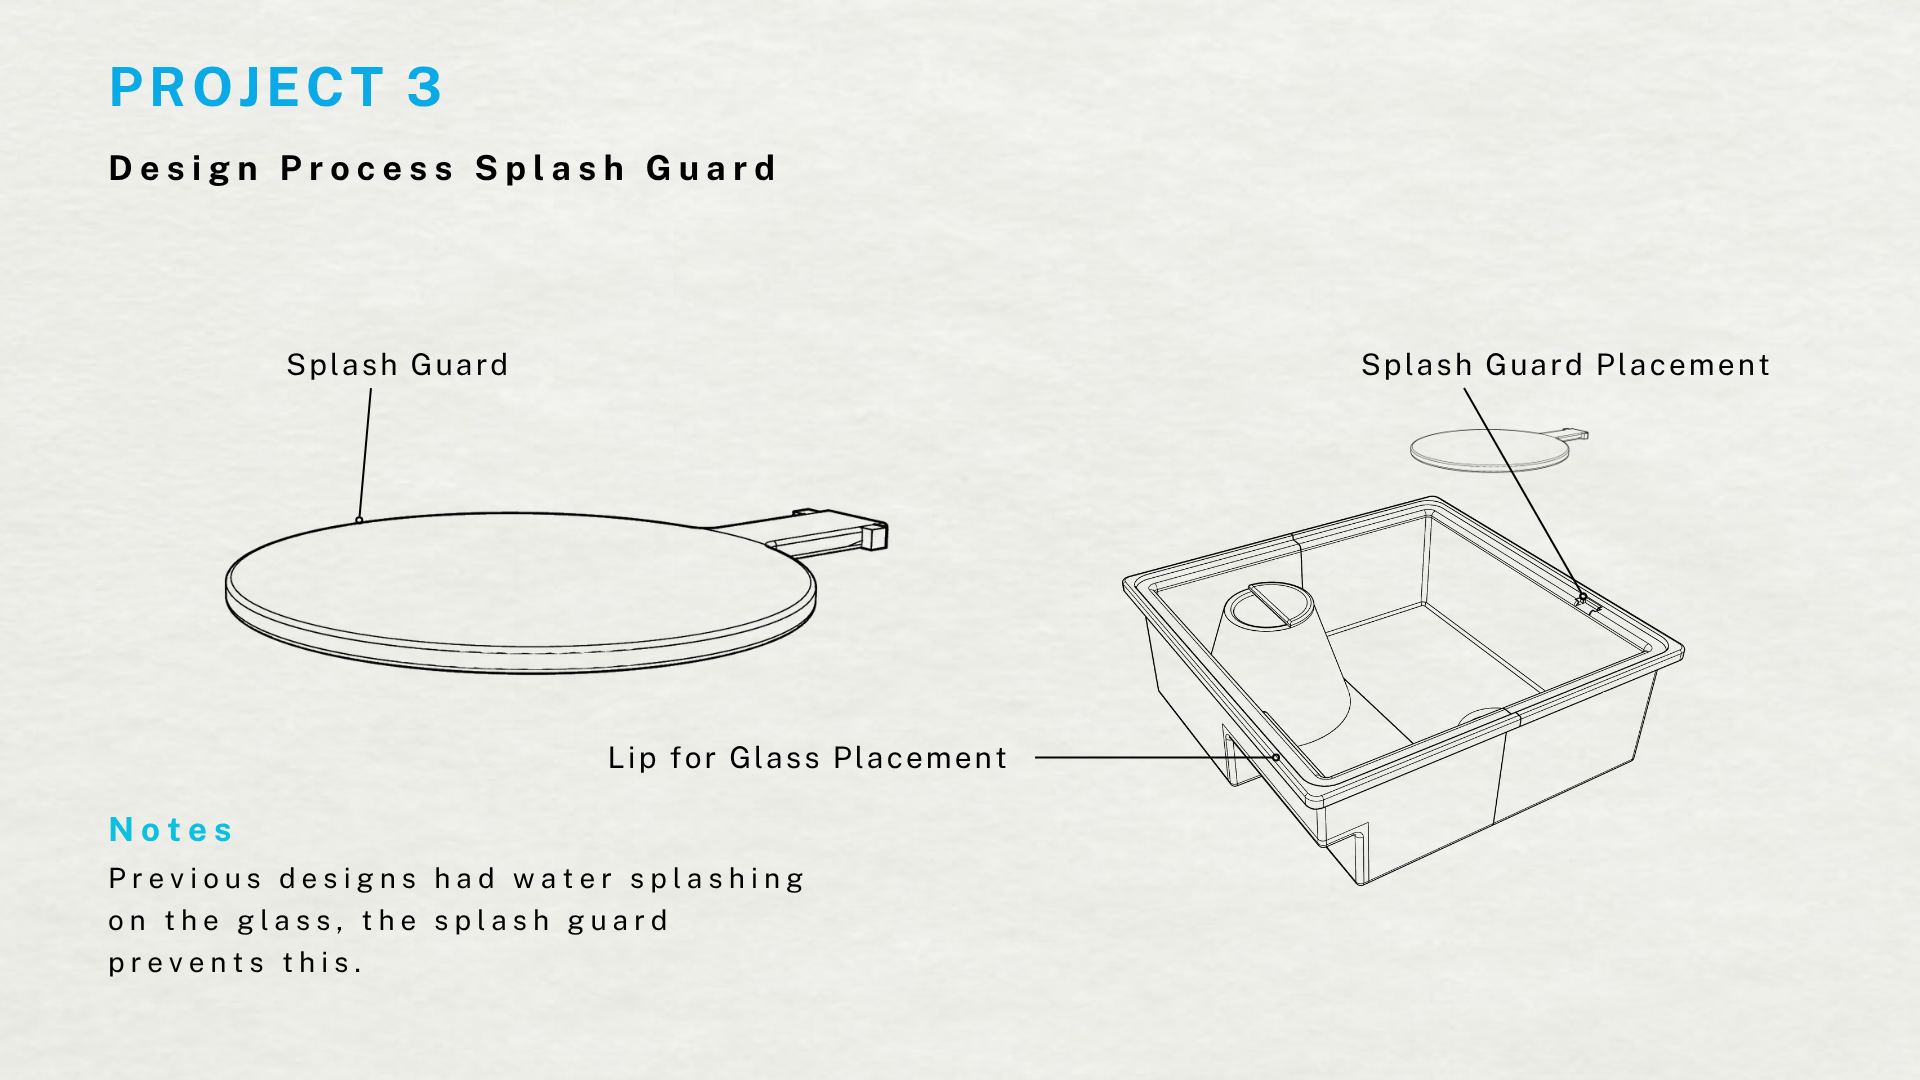 PROJECT 3
Design Process Splash Guard
Splash Guard
Splash Guard Placement
Lip for Glass Placement
Notes
Previous designs had water splashing
on the glass, the splash guard
prevents this.